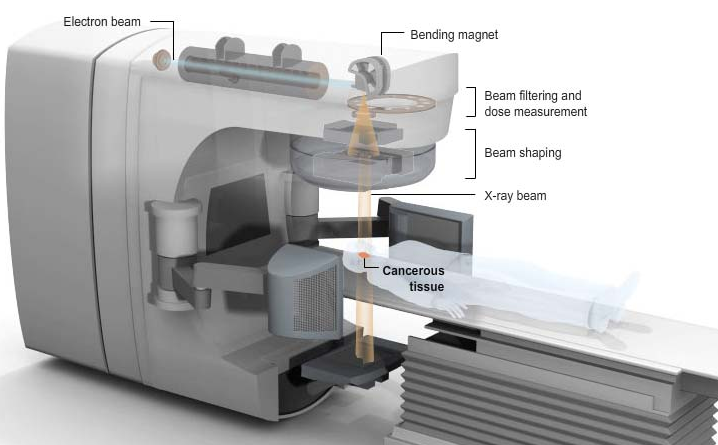 Electron beam
Bending magnet
Beam filtering and
dose measurement
Beam shaping
X-ray beam
Cancerous
tissue